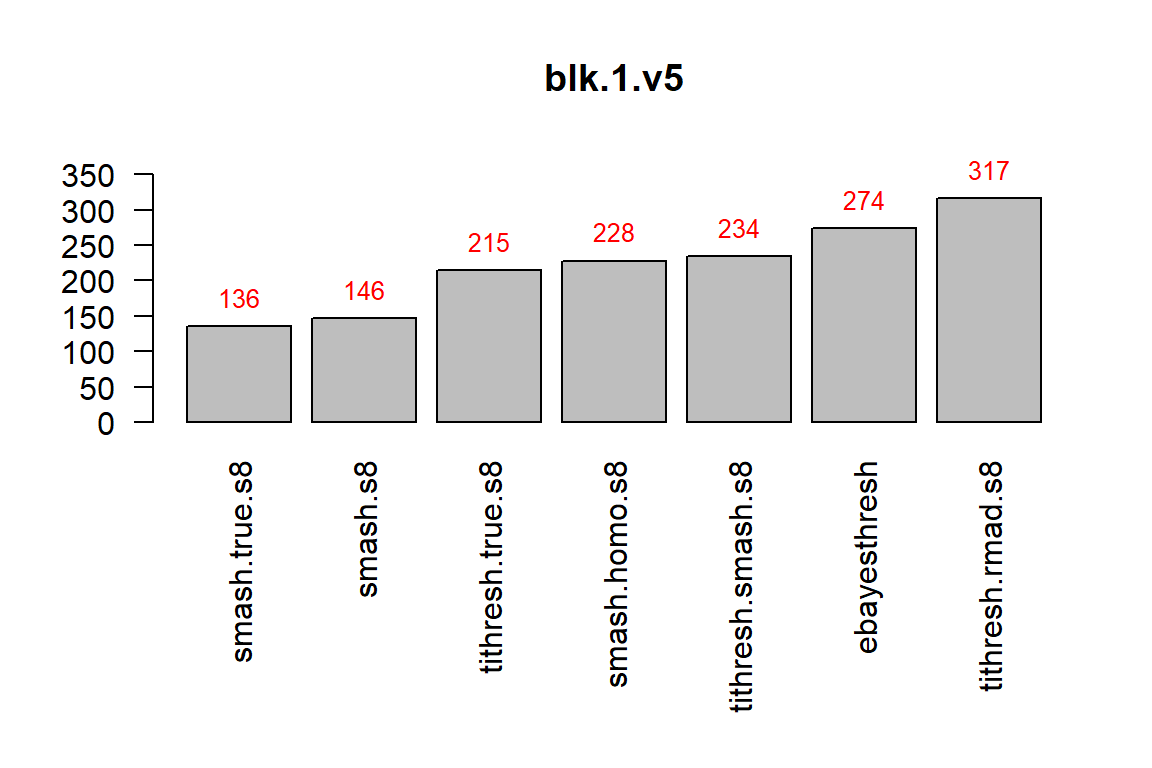 blk.1.v5
350
300
250
200
150
100
50
0
136
146
215
228
234
274
317
smash.true.s8
smash.s8
tithresh.true.s8
smash.homo.s8
tithresh.smash.s8
ebayesthresh
tithresh.rmad.s8